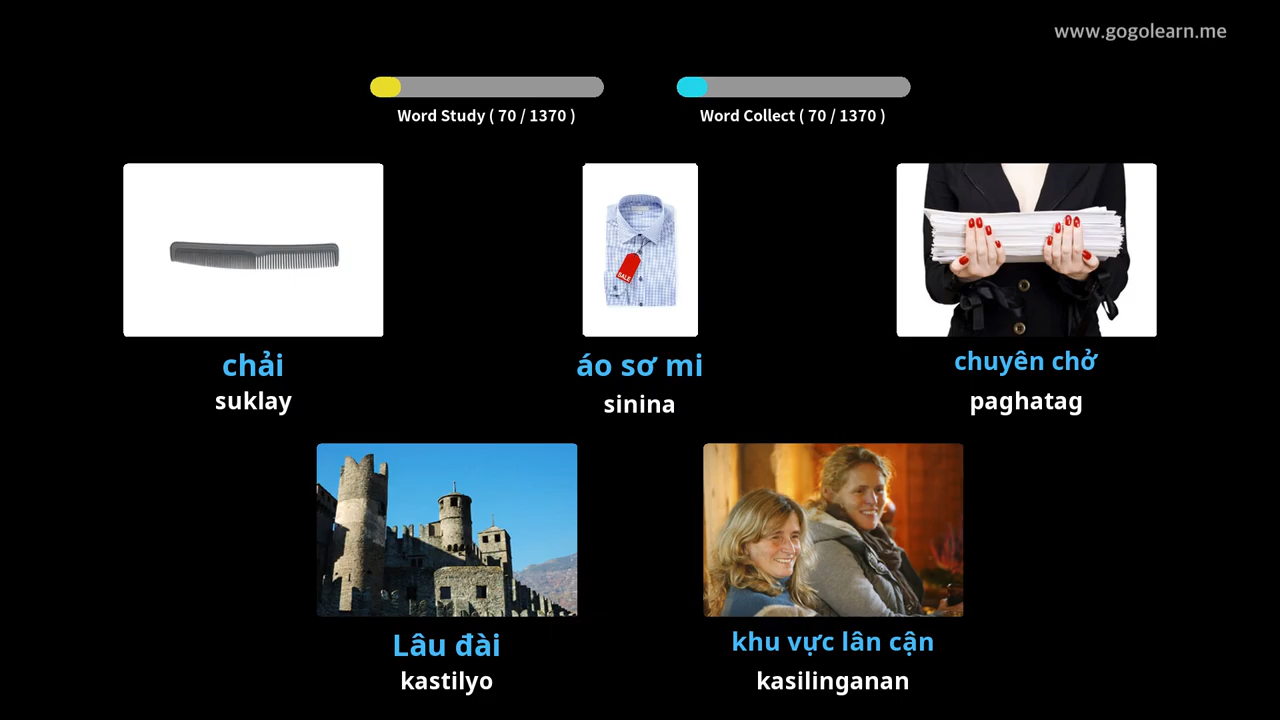 www.gogolearn.me
Word Study ( 70 / 1370 )
Word Collect ( 70 / 1370 )
SALE
chải
suklay
áo sơ mi
sinina
chuyên chở
paghatag
Lâu đài
kastilyo
khu vực lân cận
kasilinganan